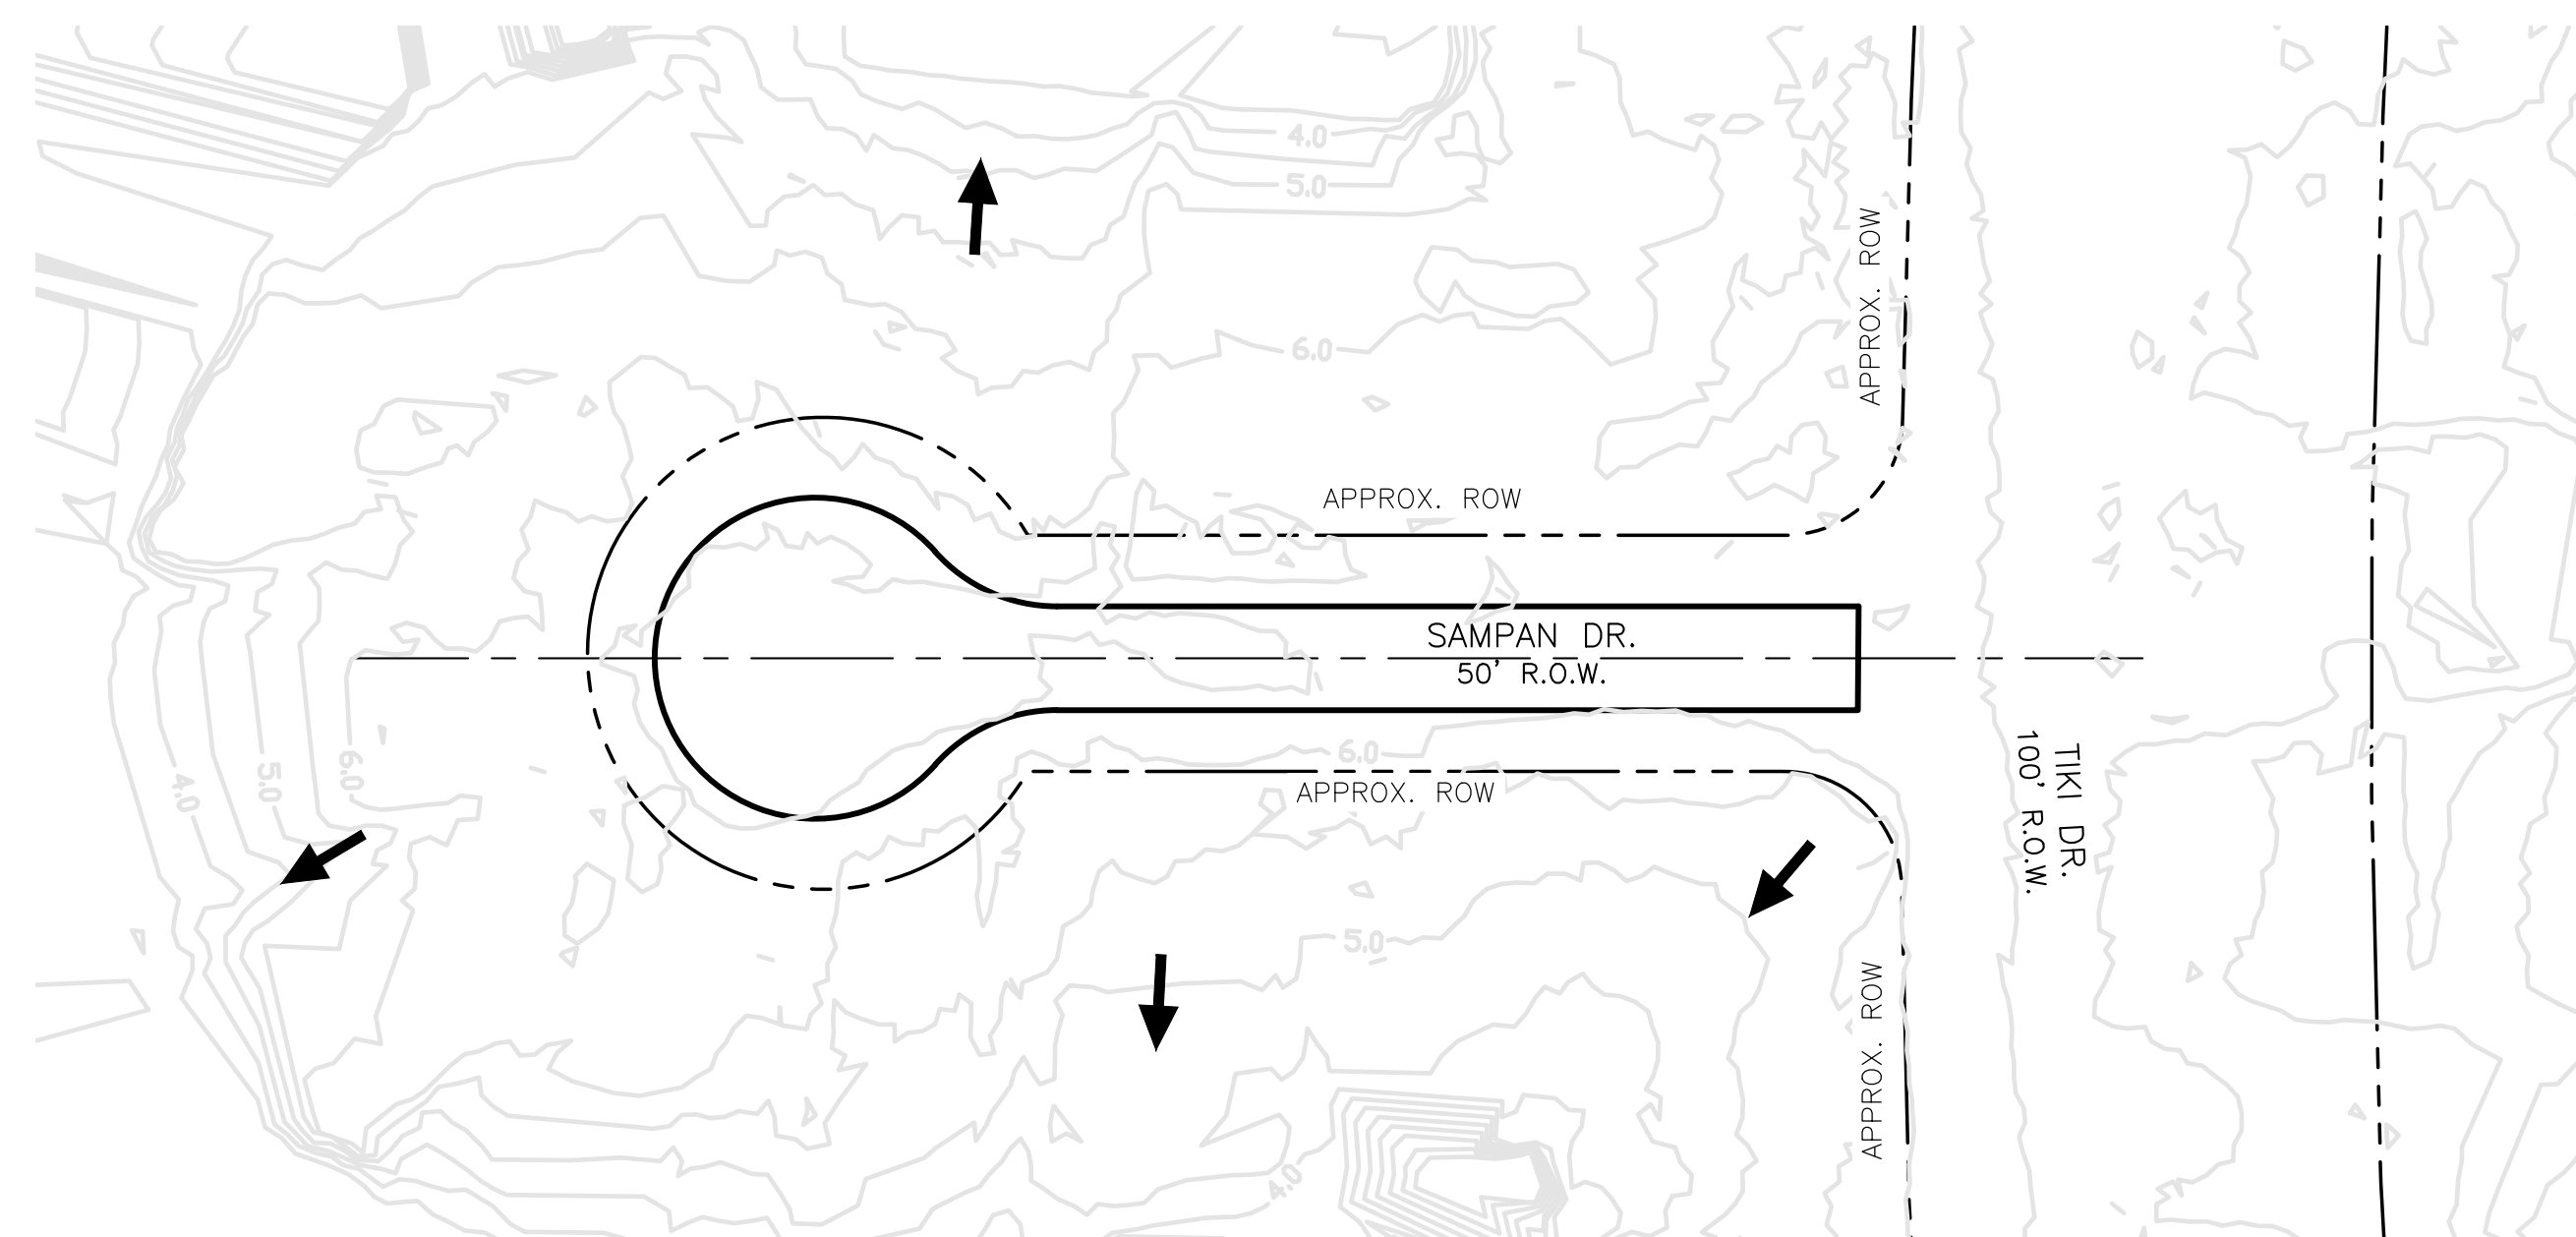 4.0
5.0
APPROX. ROW
6.0
APPROX. ROW
SAMPAN DR.
50' R.O.W.
6.0
APPROX. ROW
TIKI DR.
100' R.O.W.
4.0
5.0
6.0
5.0
APPROX. ROW
4.0